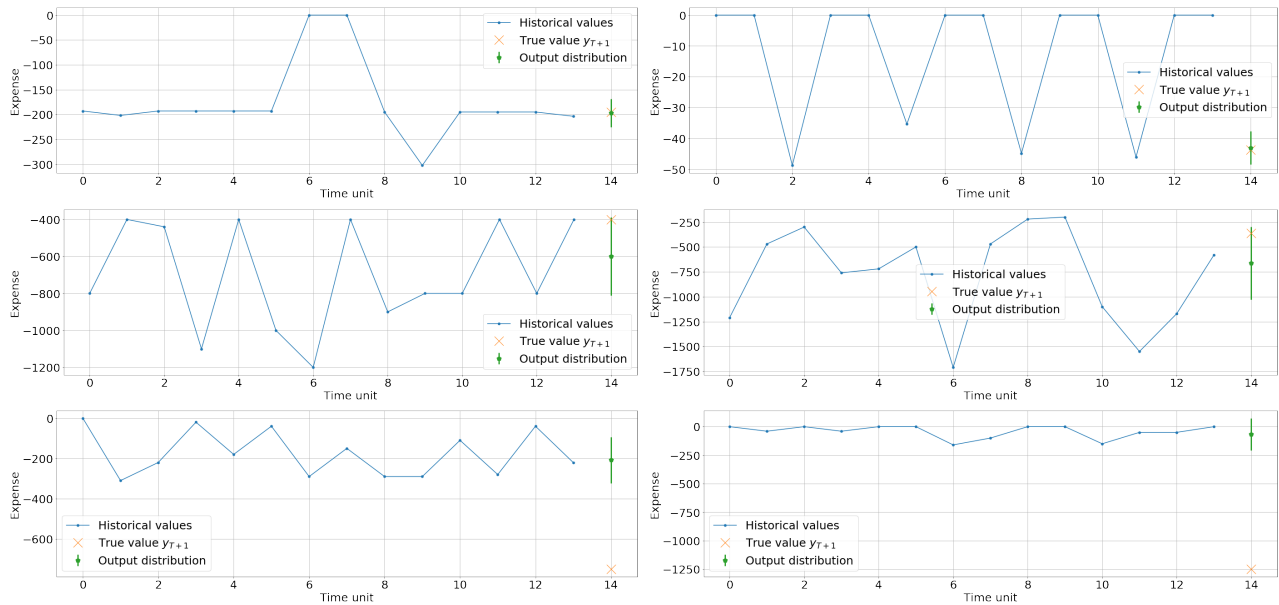 Expense
0
−50
−100
−150
−200
−250
−300
Historical values
True value y_{T+1}
Output distribution
0 2 4 6 8 10 12 14
Time unit
Expense
0
−10
−20
−30
−40
−50
Historical values
True value y_{T+1}
Output distribution
0 2 4 6 8 10 12 14
Time unit
Expense
−400
−600
−800
−1000
−1200
Historical values
True value y_{T+1}
Output distribution
0 2 4 6 8 10 12 14
Time unit
Expense
−250
−500
−750
−1000
−1250
−1500
−1750
Historical values
True value y_{T+1}
Output distribution
0 2 4 6 8 10 12 14
Time unit
Expense
0
−200
−400
−600
Historical values
True value y_{T+1}
Output distribution
0 2 4 6 8 10 12 14
Time unit
Expense
0
−250
−500
−750
−1000
−1250
Historical values
True value y_{T+1}
Output distribution
0 2 4 6 8 10 12 14
Time unit